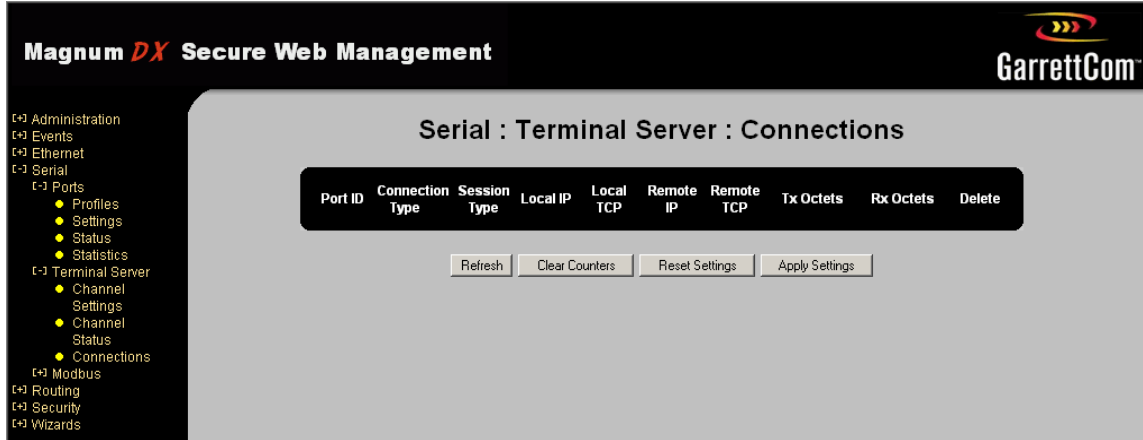 Magnum DX Secure Web Management
GarrettCom™
[+] Administration
[+] Events
[+] Ethernet
[-] Serial
[-] Ports
Profiles
Settings
Status
Statistics
[-] Terminal Server
Channel
Settings
Channel
Status
Connections
[+] Modbus
[+] Routing
[+] Security
[+] Wizards
Serial : Terminal Server : Connections
Port ID Connection Type Session Type Local IP Local TCP Remote IP Remote TCP Tx Octets Rx Octets Delete
Refresh Clear Counters Reset Settings Apply Settings